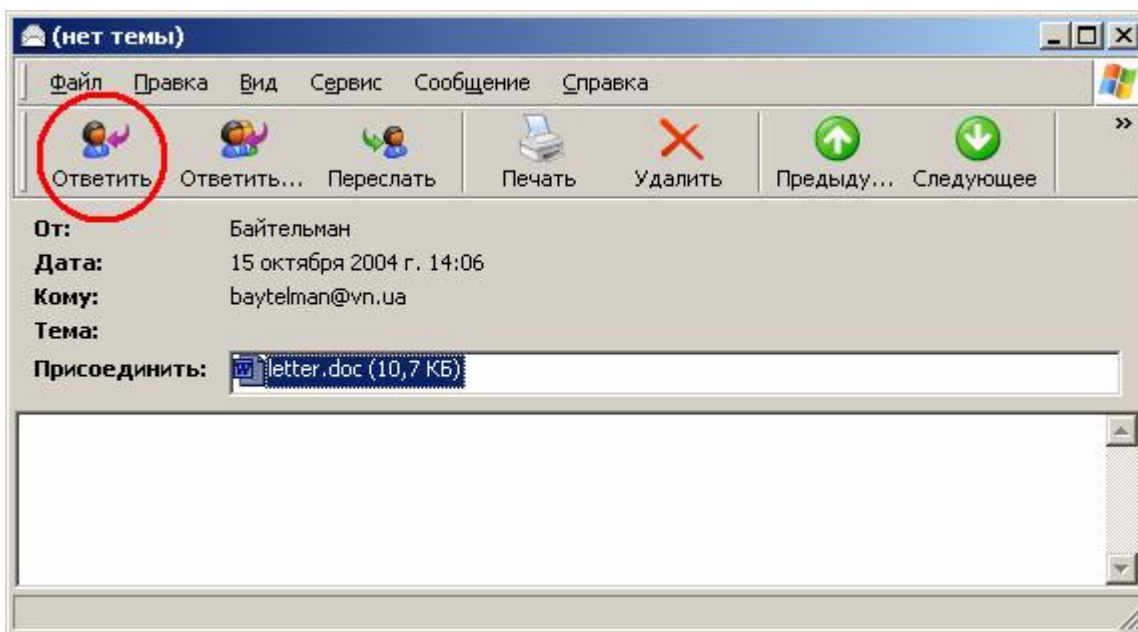 (нет темы)
Файл Правка Вид Сервис Сообщение Справка
»
Ответить Ответить... Переслать Печать Удалить Предыду... Следующее
От: Байтельман
Дата: 15 октября 2004 г. 14:06
Кому: baytelman@vn.ua
Тема:
Присоединить: letter.doc (10,7 КБ)